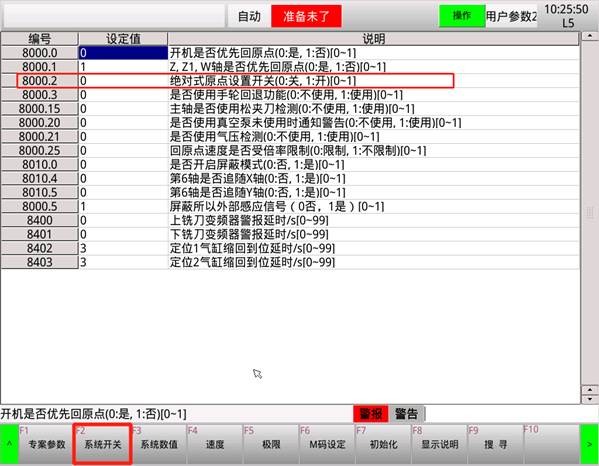 自动 准备未了 操作 用户参数2 10:25:50
L5
编号 设定值 说明
8000.0 0 开机是否优先回原点(0:是, 1:否)[0~1]
8000.1 1 Z, Z1, W轴是否优先回原点(0:是, 1:否)[0~1]
8000.2 0 绝对式原点设置开关(0:关, 1:开)[0~1]
8000.3 0 是否使用手轮回退功能(0:不使用, 1:使用)[0~1]
8000.15 0 主轴是否使用松夹刀检测(0:不使用, 1:使用)[0~1]
8000.20 0 是否使用真空泵未使用时通知警告(0:不使用, 1:使用)[0~1]
8000.21 0 是否使用气压检测(0:不使用, 1:使用)[0~1]
8000.25 0 回原点速度是否受倍率限制(0:限制, 1:不限制)[0~1]
8010.0 0 是否开启屏蔽模式(0:否, 1:是)[0~1]
8010.4 0 第6轴是否追随X轴(0:否, 1:是)[0~1]
8010.5 0 第6轴是否追随Y轴(0:否, 1:是)[0~1]
8000.5 1 屏蔽所以外部感应信号（0否，1是）[0~1]
8400 0 上铣刀变频器警报延时/s[0~99]
8401 0 下铣刀变频器警报延时/s[0~99]
8402 3 定位1气缸缩回到位延时/s[0~99]
8403 3 定位2气缸缩回到位延时/s[0~99]
开机是否优先回原点(0:是, 1:否)[0~1] 警报 警告
F1 F2 F3 F4 F5 F6 F7 F8 F9 F10
^ 专案参数 系统开关 系统数值 速度 极限 M码设定 初始化 显示说明 搜 寻 >